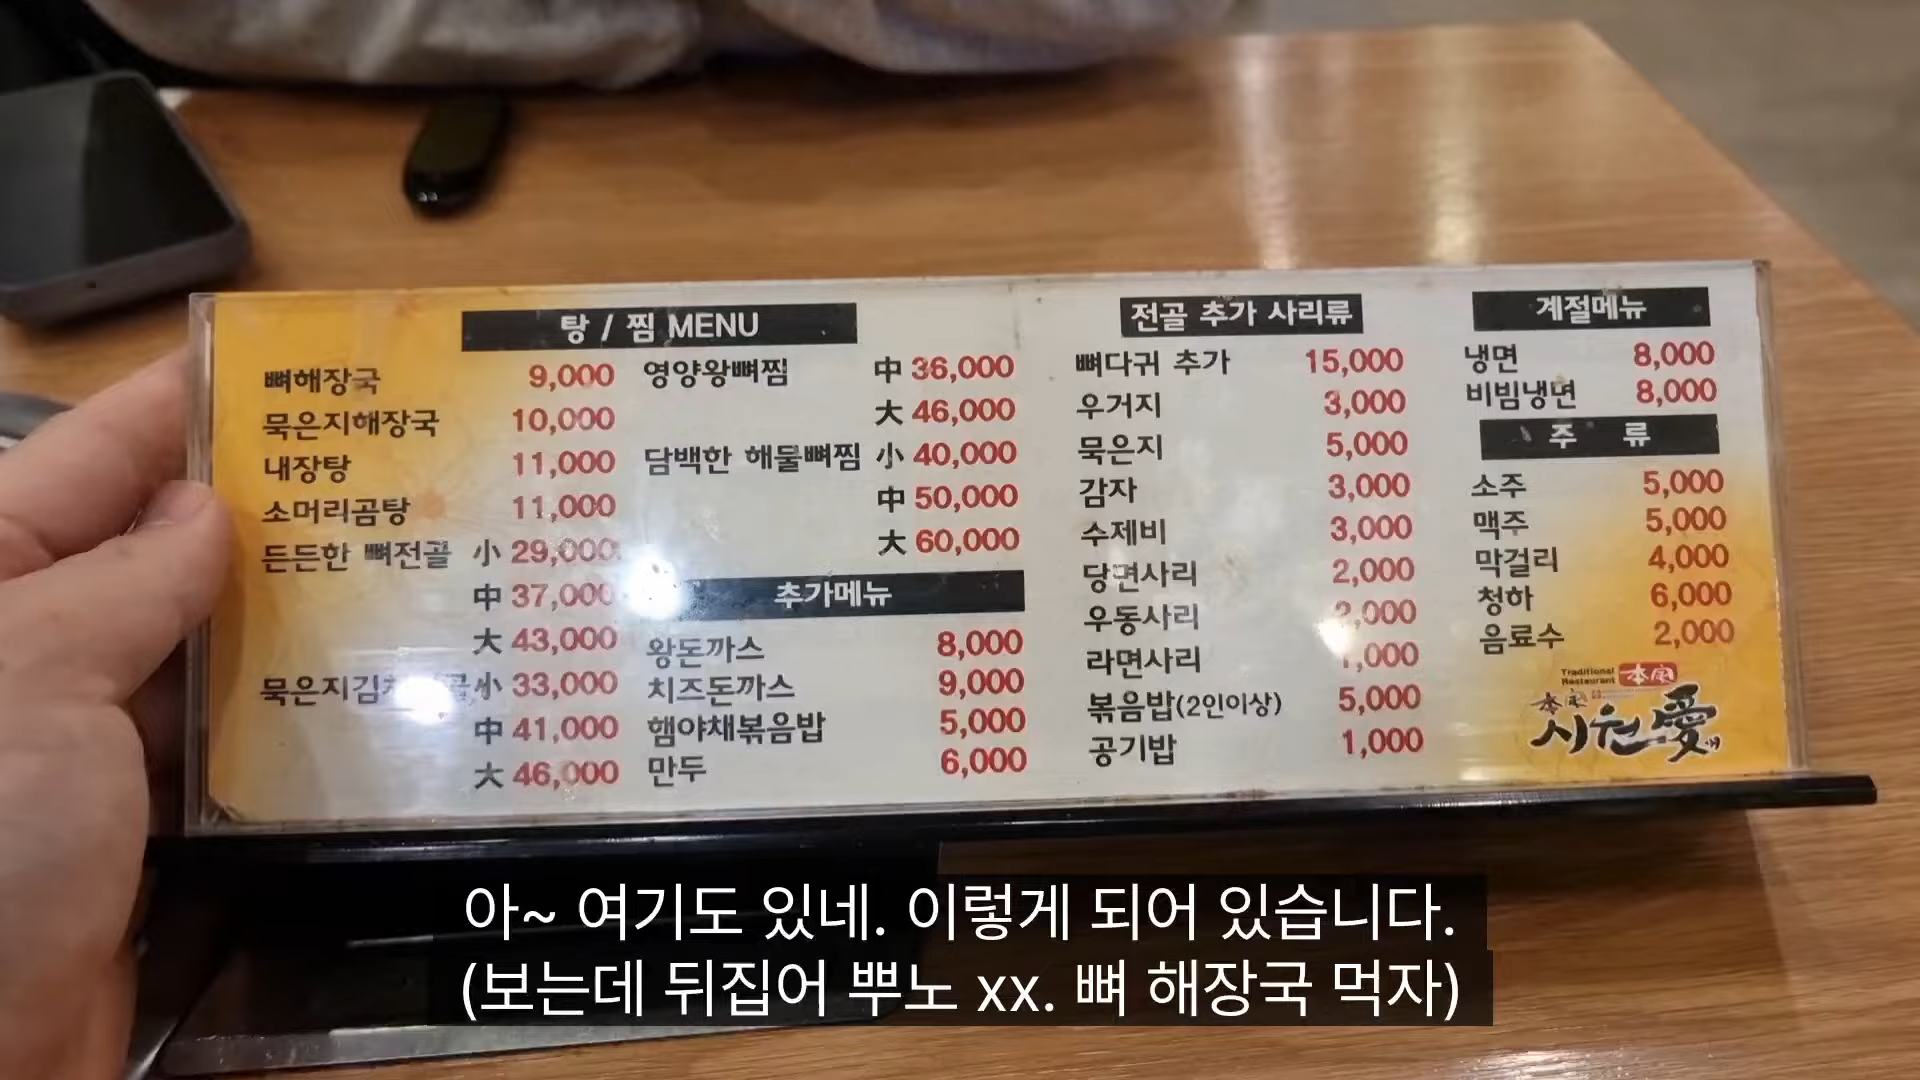 탕 / 찜 MENU
뼈해장국 9,000
묵은지해장국 10,000
내장탕 11,000
소머리곰탕 11,000
든든한 뼈전골 小 29,000
中 37,000
大 43,000
묵은지김 小 33,000
中 41,000
大 46,000
영양왕뼈찜 中 36,000
大 46,000
담백한 해물뼈찜 小 40,000
中 50,000
大 60,000
추가메뉴
왕돈까스 8,000
치즈돈까스 9,000
햄야채볶음밥 5,000
만두 6,000
전골 추가 사리류
뼈다귀 추가 15,000
우거지 3,000
묵은지 5,000
감자 3,000
수제비 3,000
당면사리 2,000
우동사리 2,000
라면사리
볶음밥(2인이상) 5,000
공기밥 1,000
계절메뉴
냉면 8,000
비빔냉면 8,000
주 류
소주 5,000
맥주 5,000
막걸리 4,000
청하 6,000
음료수 2,000
Traditional
Restaurant 本家
本家
시원愛
아~ 여기도 있네. 이렇게 되어 있습니다.
(보는데 뒤집어 뿌노 xx. 뼈 해장국 먹자)